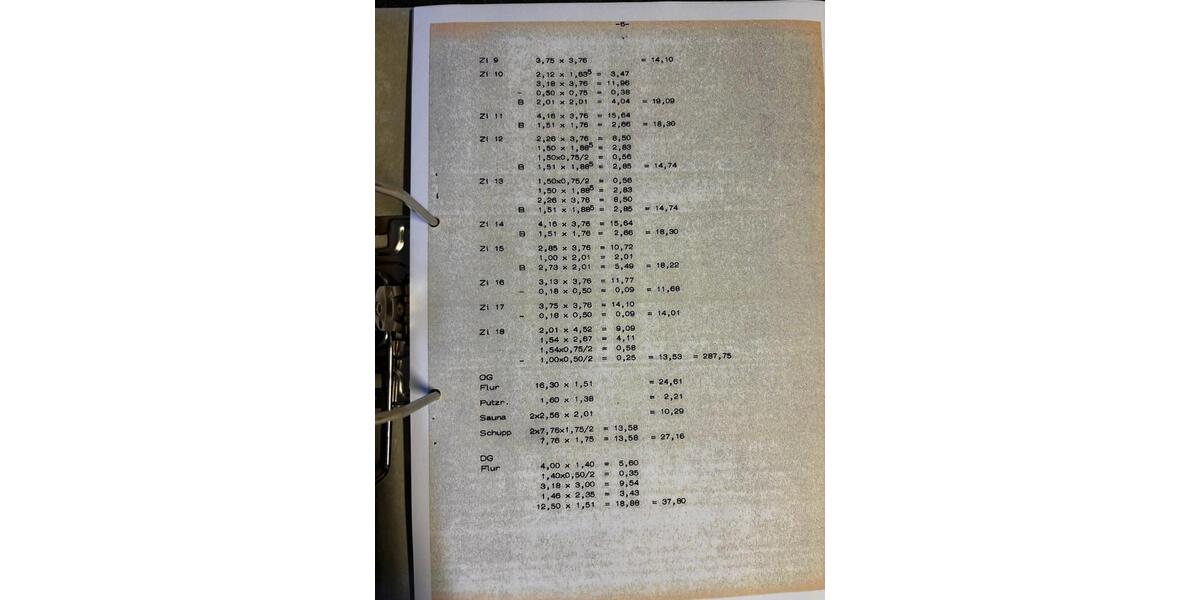 -6-
Zi 9 3,75 x 3,76 = 14,10
Zi 10 2,12 x 1,63⁵ = 3,47
3,18 x 3,76 = 11,96
- 0,50 x 0,75 = 0,38
B 2,01 x 2,01 = 4,04 = 19,09
Zi 11 4,16 x 3,76 = 15,64
B 1,51 x 1,76 = 2,66 = 18,30
Zi 12 2,26 x 3,76 = 8,50
1,50 x 1,88⁵ = 2,83
1,50x0,75/2 = 0,56
B 1,51 x 1,88⁵ = 2,85 = 14,74
Zi 13 1,50x0,75/2 = 0,56
1,50 x 1,88⁵ = 2,83
2,26 x 3,76 = 8,50
B 1,51 x 1,88⁵ = 2,85 = 14,74
Zi 14 4,16 x 3,76 = 15,64
B 1,51 x 1,76 = 2,66 = 18,30
Zi 15 2,85 x 3,76 = 10,72
1,00 x 2,01 = 2,01
B 2,73 x 2,01 = 5,49 = 18,22
Zi 16 3,13 x 3,76 = 11,77
- 0,18 x 0,50 = 0,09 = 11,68
Zi 17 3,75 x 3,76 = 14,10
- 0,18 x 0,50 = 0,09 = 14,01
Zi 18 2,01 x 4,52 = 9,09
1,54 x 2,67 = 4,11
1,54x0,75/2 = 0,58
- 1,00x0,50/2 = 0,25 = 13,53 = 287,75
OG
Flur 16,30 x 1,51 = 24,61
Putzr. 1,60 x 1,38 = 2,21
Sauna 2x2,56 x 2,01 = 10,29
Schupp 2x7,76x1,75/2 = 13,58
7,76 x 1,75 = 13,58 = 27,16
DG
Flur 4,00 x 1,40 = 5,60
1,40x0,50/2 = 0,35
3,18 x 3,00 = 9,54
1,46 x 2,35 = 3,43
12,50 x 1,51 = 18,88 = 37,80